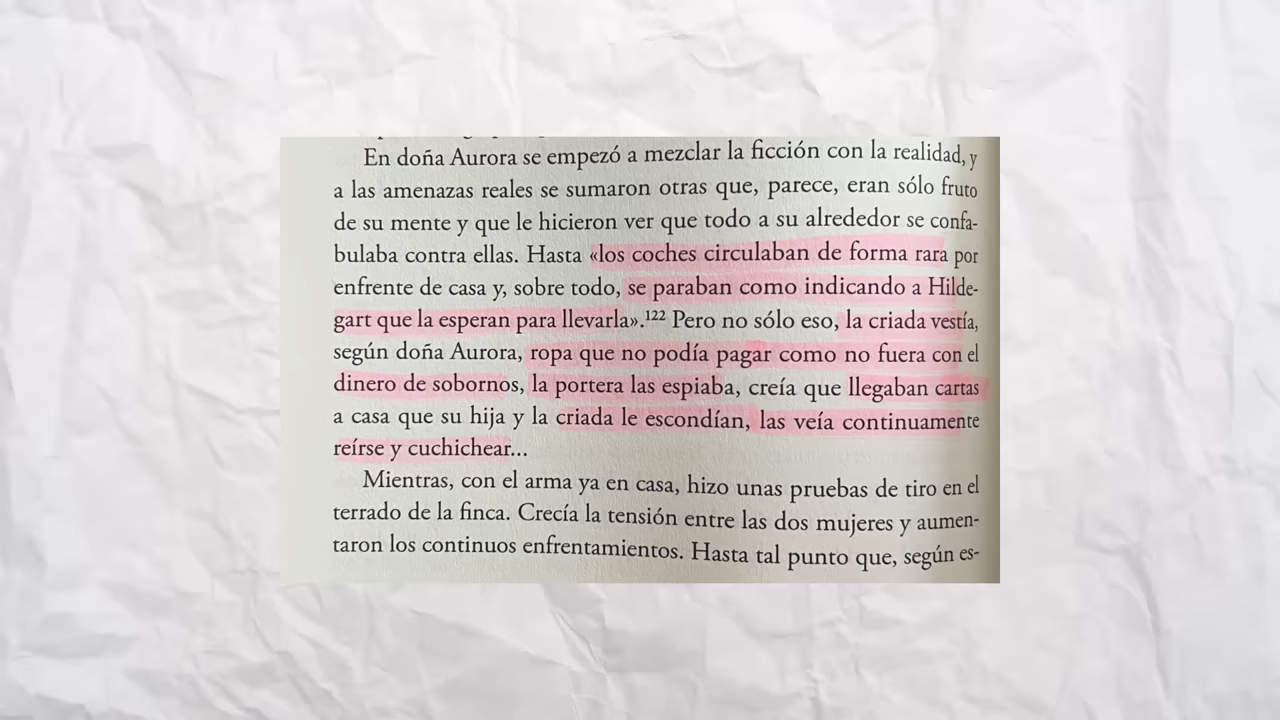 En doña Aurora se empezó a mezclar la ficción con la realidad, y
a las amenazas reales se sumaron otras que, parece, eran sólo fruto
de su mente y que le hicieron ver que todo a su alrededor se confa-
bulaba contra ellas. Hasta «los coches circulaban de forma rara por
enfrente de casa y, sobre todo, se paraban como indicando a Hilde-
gart que la esperan para llevarla».¹²² Pero no sólo eso, la criada vestía,
según doña Aurora, ropa que no podía pagar como no fuera con el
dinero de sobornos, la portera las espiaba, creía que llegaban cartas
a casa que su hija y la criada le escondían, las veía continuamente
reírse y cuchichear...
Mientras, con el arma ya en casa, hizo unas pruebas de tiro en el
terrado de la finca. Crecía la tensión entre las dos mujeres y aumen-
taron los continuos enfrentamientos. Hasta tal punto que, según es-